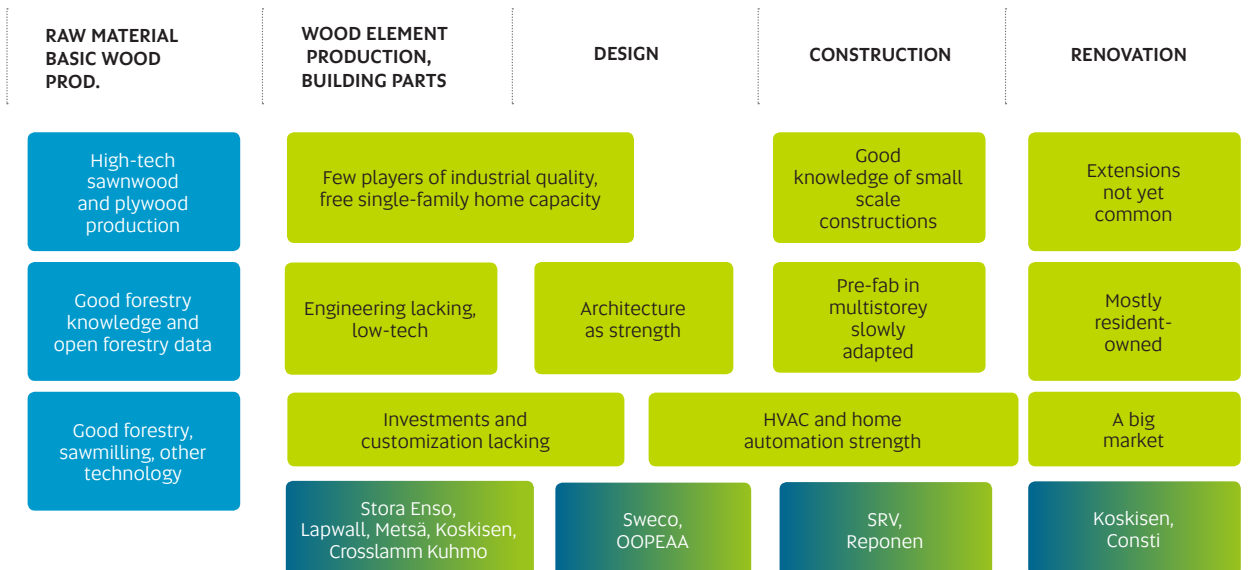 RAW MATERIAL
BASIC WOOD
PROD.
WOOD ELEMENT
PRODUCTION,
BUILDING PARTS
DESIGN
CONSTRUCTION
RENOVATION
High-tech
sawnwood
and plywood
production
Few players of industrial quality,
free single-family home capacity
Good
knowledge of small
scale
constructions
Extensions
not yet
common
Good forestry
knowledge and
open forestry data
Engineering lacking,
low-tech
Architecture
as strength
Pre-fab in
multistorey
slowly
adapted
Mostly
resident-
owned
Good forestry,
sawmilling, other
technology
Investments and
customization lacking
HVAC and home
automation strength
A big
market
Stora Enso,
Lapwall, Metsä, Koskisen,
Crosslamm Kuhmo
Sweco,
OOPEAA
SRV,
Reponen
Koskisen,
Consti